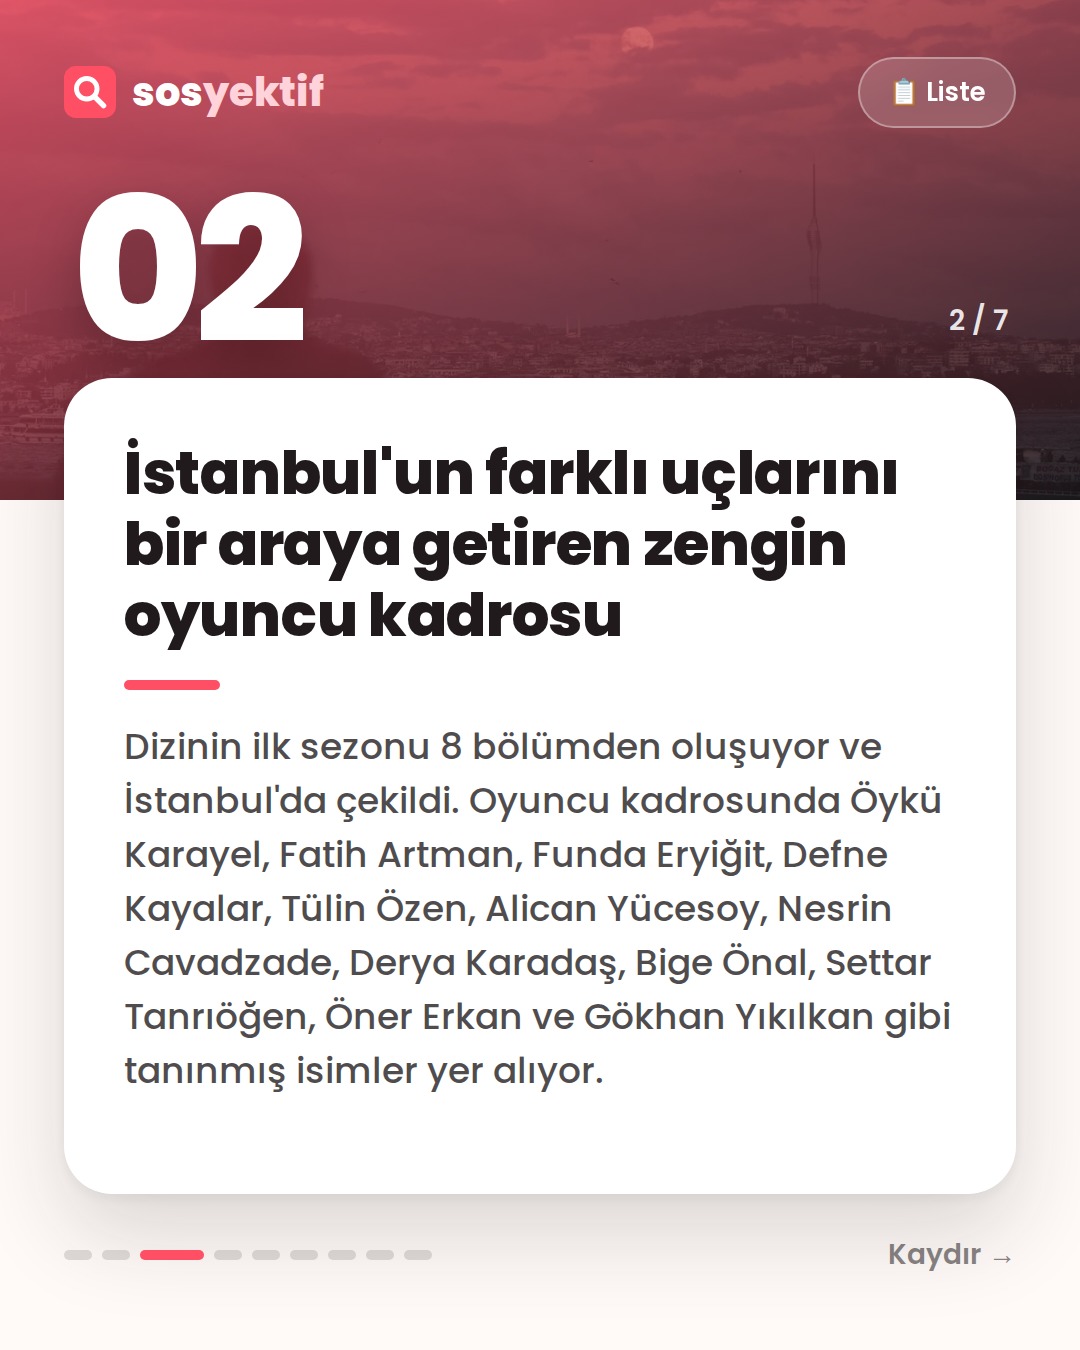 sosyektif
📋 Liste
02
2 / 7
İstanbul'un farklı uçlarını
bir araya getiren zengin
oyuncu kadrosu
Dizinin ilk sezonu 8 bölümden oluşuyor ve
İstanbul'da çekildi. Oyuncu kadrosunda Öykü
Karayel, Fatih Artman, Funda Eryiğit, Defne
Kayalar, Tülin Özen, Alican Yücesoy, Nesrin
Cavadzade, Derya Karadaş, Bige Önal, Settar
Tanrıöğen, Öner Erkan ve Gökhan Yıkılkan gibi
tanınmış isimler yer alıyor.
Kaydır →